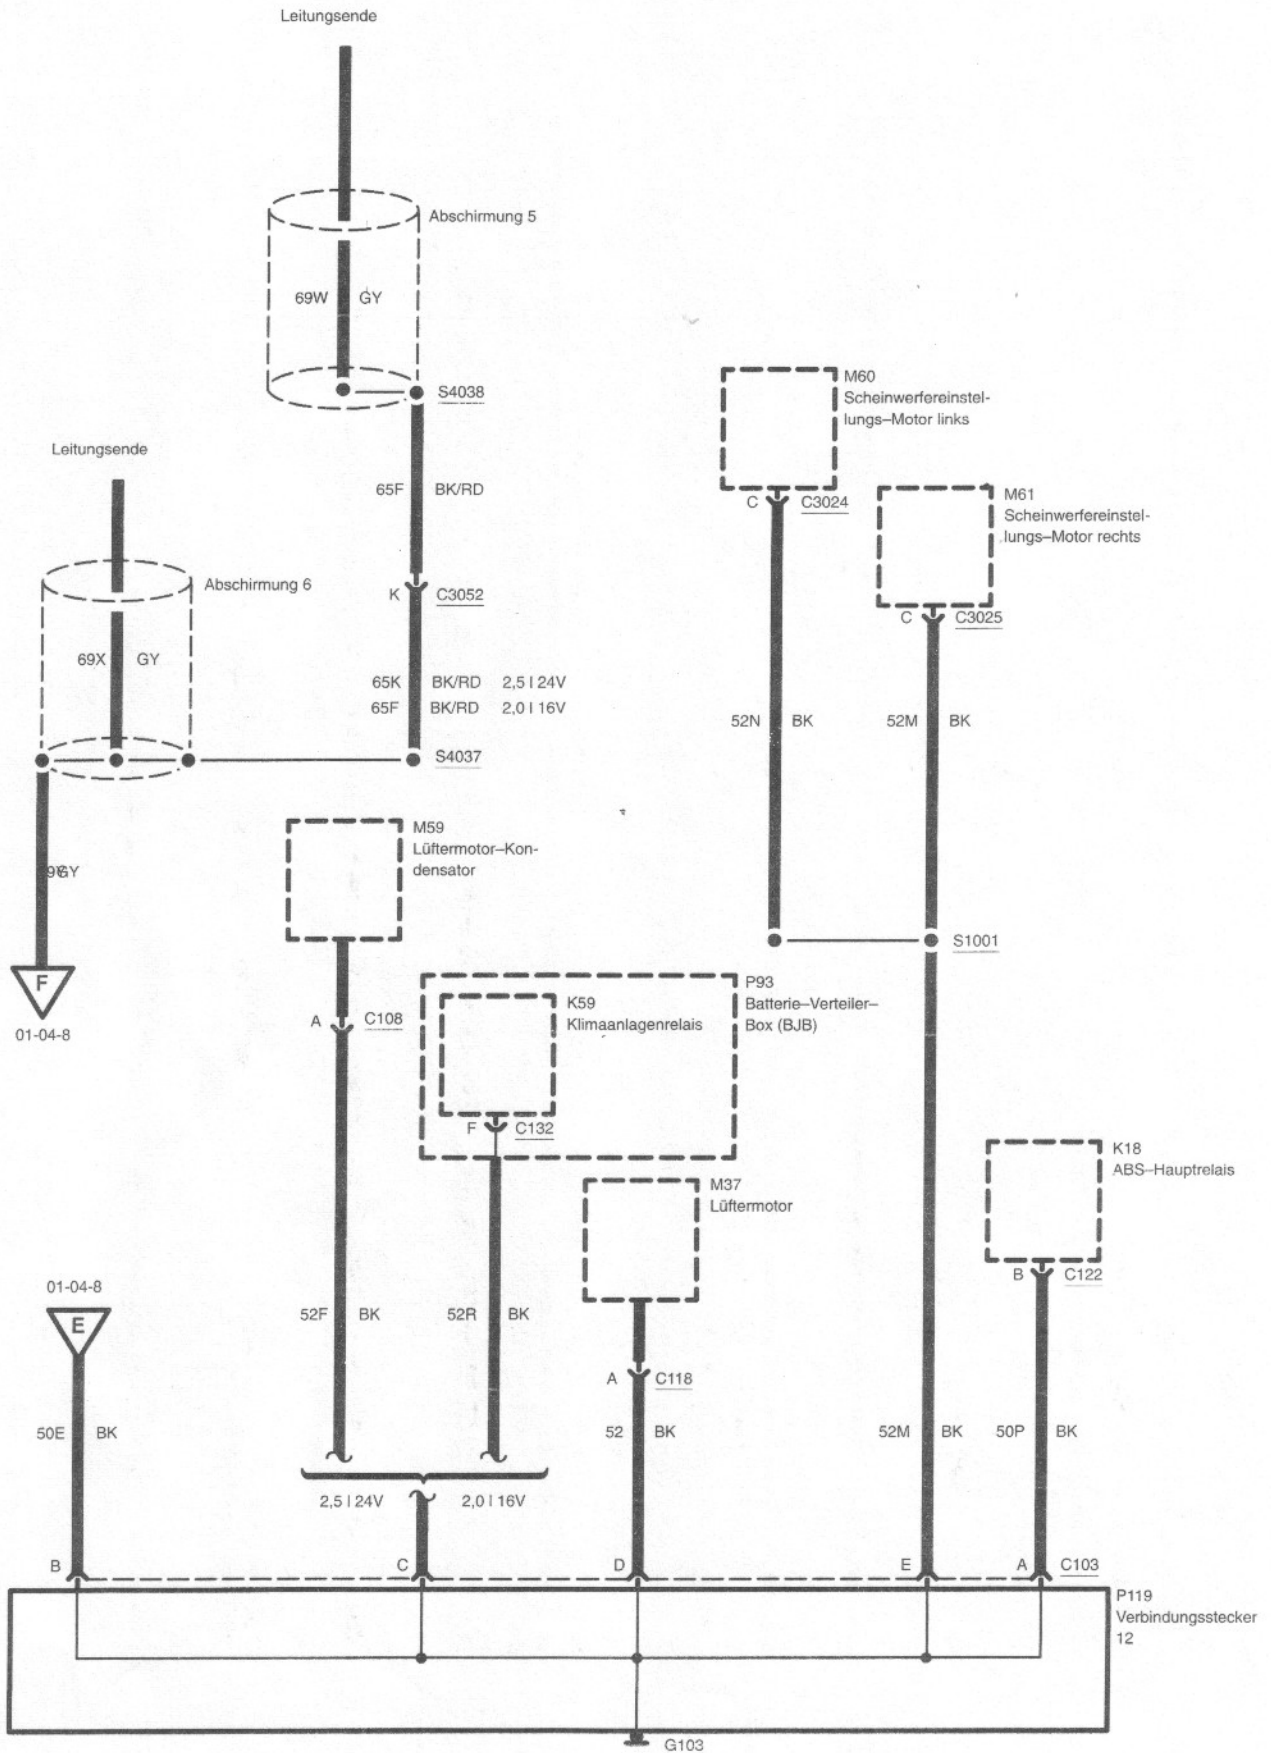 Leitungsende
Abschirmung 5
69W GY
S4038
M60
Scheinwerfereinstel-
lungs–Motor links
Leitungsende
65F BK/RD
C C3024
M61
Scheinwerfereinstel-
lungs–Motor rechts
Abschirmung 6
K C3052
C C3025
69X GY
65K BK/RD 2,5 l 24V
65F BK/RD 2,0 l 16V
52N BK
52M BK
S4037
M59
Lüftermotor–Kon-
densator
GY
S1001
F
01-04-8
P93
Batterie–Verteiler–
Box (BJB)
K59
Klimaanlagenrelais
A C108
F C132
K18
ABS–Hauptrelais
M37
Lüftermotor
B C122
01-04-8
E
52F BK
52R BK
A C118
50E BK
52 BK
52M BK
50P BK
2,5 l 24V
2,0 l 16V
B
C
D
E
A C103
P119
Verbindungsstecker
12
G103